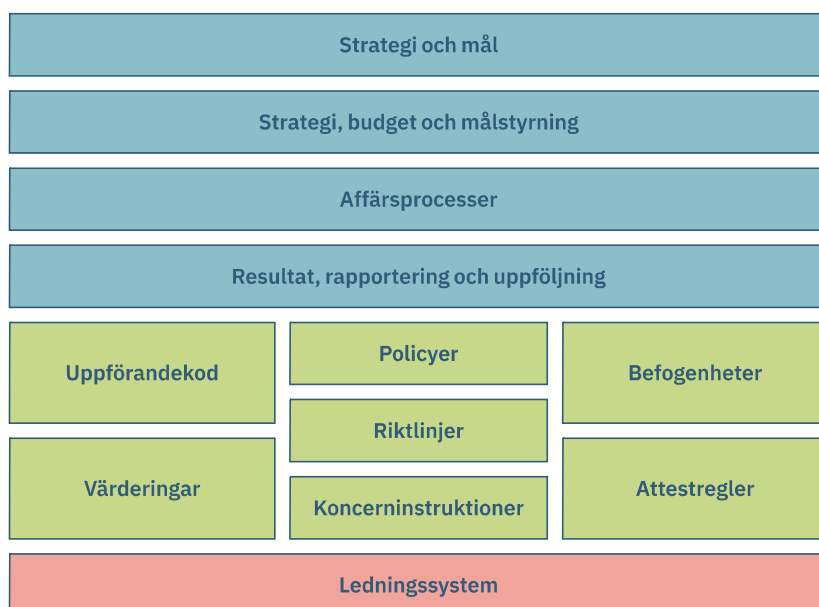 Strategi och mål
Strategi, budget och målstyrning
Affärsprocesser
Resultat, rapportering och uppföljning
Uppförandekod
Värderingar
Policyer
Riktlinjer
Koncerninstruktioner
Befogenheter
Attestregler
Ledningssystem